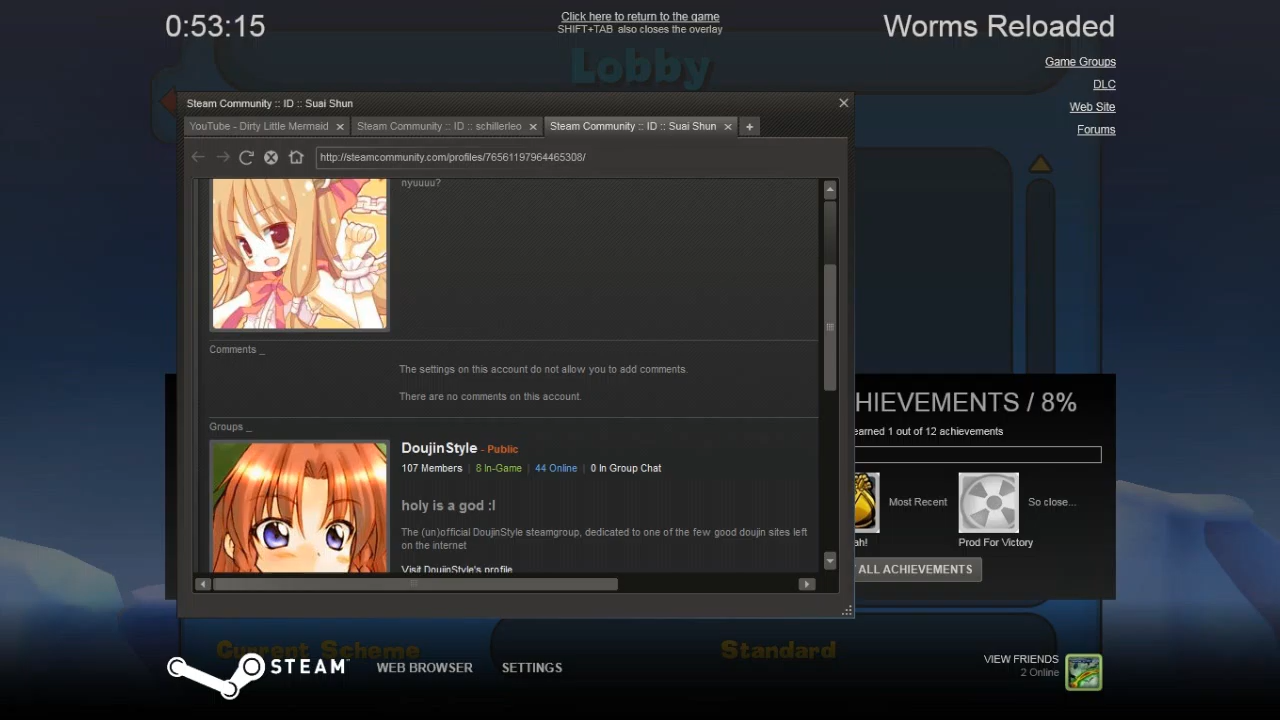 0:53:15
Click here to return to the game
SHIFT+TAB also closes the overlay
Worms Reloaded
Game Groups
DLC
Web Site
Forums
Lobby
Steam Community :: ID :: Suai Shun
YouTube - Dirty Little Mermaid
Steam Community :: ID :: schillerleo
Steam Community :: ID :: Suai Shun
http://steamcommunity.com/profiles/76561197964465308/
nyuuuu?
Comments _
The settings on this account do not allow you to add comments.
There are no comments on this account.
Groups _
DoujinStyle - Public
107 Members | 8 In-Game | 44 Online | 0 In Group Chat
holy is a god :l
The (un)official DoujinStyle steamgroup, dedicated to one of the few good doujin sites left
on the internet
Visit DoujinStyle's profile
HIEVEMENTS / 8%
earned 1 out of 12 achievements
Most Recent
So close...
ah!
Prod For Victory
ALL ACHIEVEMENTS
Current Scheme
Standard
STEAM
WEB BROWSER
SETTINGS
VIEW FRIENDS
2 Online